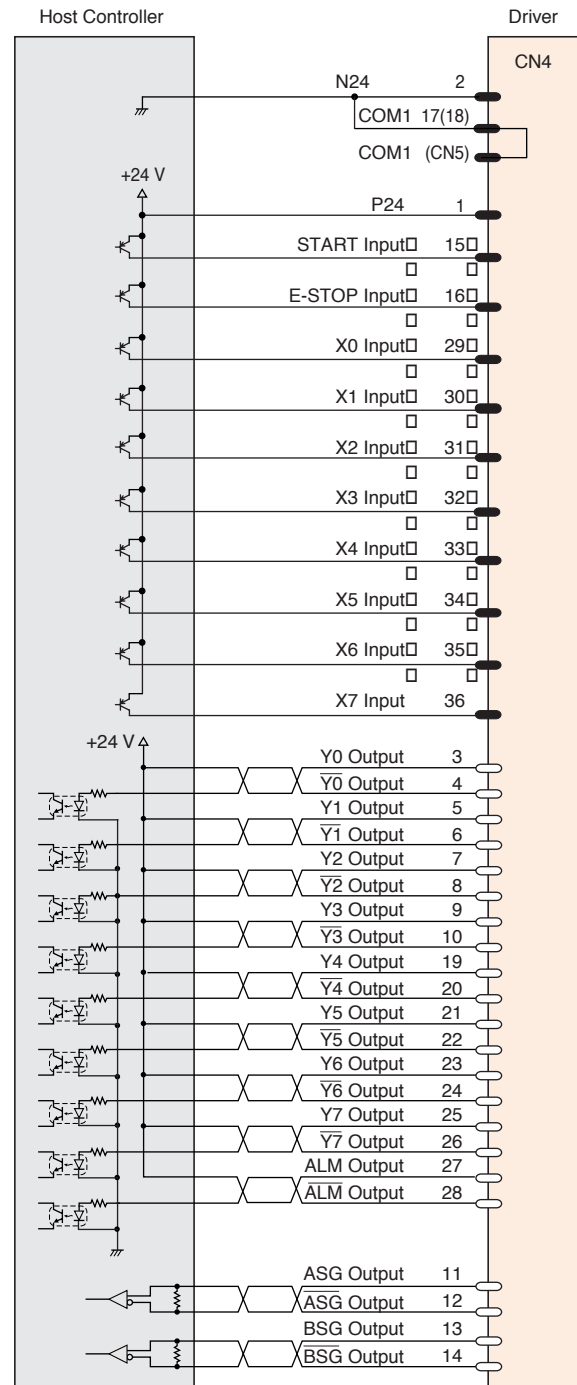 Host Controller Driver
CN4
N24 2
COM1 17(18)
COM1 (CN5)
+24 V
P24 1
START Input 15
E-STOP Input 16
X0 Input 29
X1 Input 30
X2 Input 31
X3 Input 32
X4 Input 33
X5 Input 34
X6 Input 35
X7 Input 36
+24 V
Y0 Output 3
Y0 Output 4
Y1 Output 5
Y1 Output 6
Y2 Output 7
Y2 Output 8
Y3 Output 9
Y3 Output 10
Y4 Output 19
Y4 Output 20
Y5 Output 21
Y5 Output 22
Y6 Output 23
Y6 Output 24
Y7 Output 25
Y7 Output 26
ALM Output 27
ALM Output 28
ASG Output 11
ASG Output 12
BSG Output 13
BSG Output 14